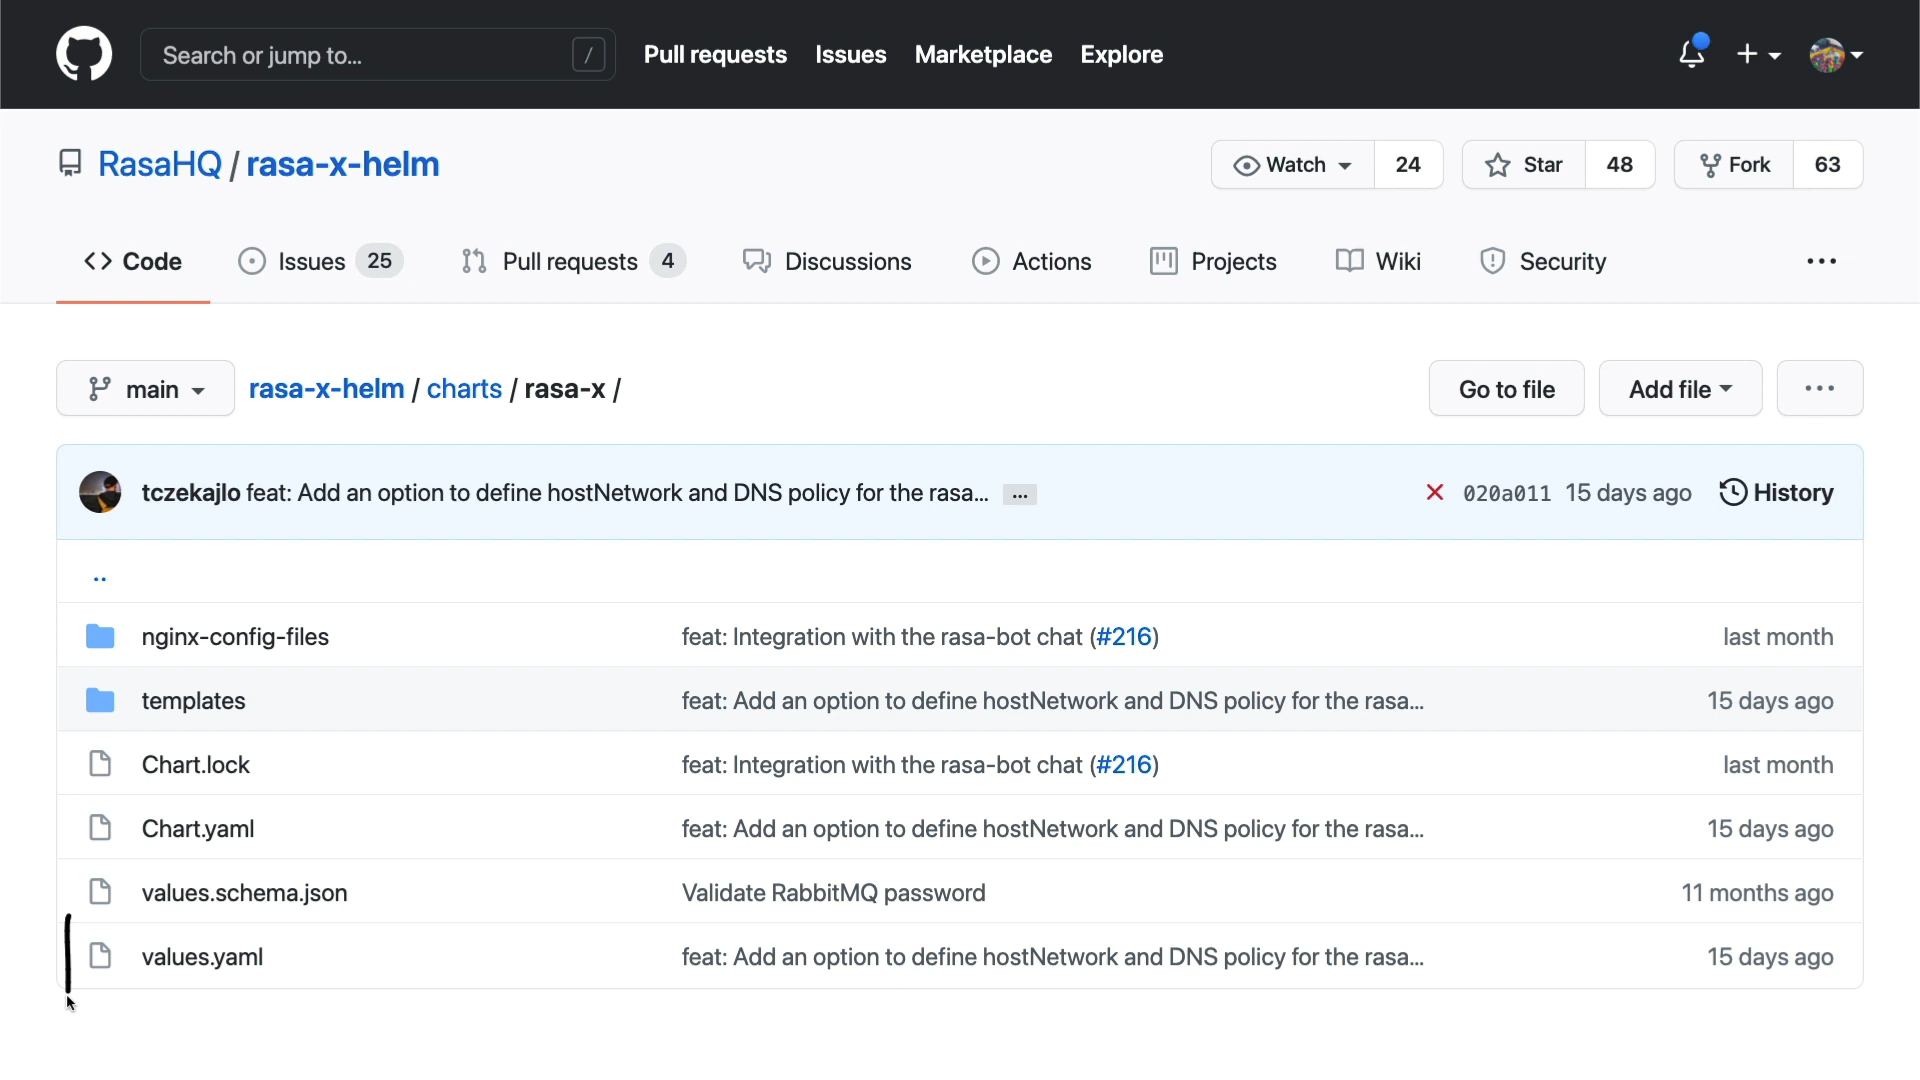 Search or jump to... / Pull requests Issues Marketplace Explore
RasaHQ / rasa-x-helm Watch 24 Star 48 Fork 63
Code Issues 25 Pull requests 4 Discussions Actions Projects Wiki Security ...
main rasa-x-helm / charts / rasa-x / Go to file Add file ...
tczekajlo feat: Add an option to define hostNetwork and DNS policy for the rasa... ... 020a011 15 days ago History
..
nginx-config-files feat: Integration with the rasa-bot chat (#216) last month
templates feat: Add an option to define hostNetwork and DNS policy for the rasa... 15 days ago
Chart.lock feat: Integration with the rasa-bot chat (#216) last month
Chart.yaml feat: Add an option to define hostNetwork and DNS policy for the rasa... 15 days ago
values.schema.json Validate RabbitMQ password 11 months ago
values.yaml feat: Add an option to define hostNetwork and DNS policy for the rasa... 15 days ago